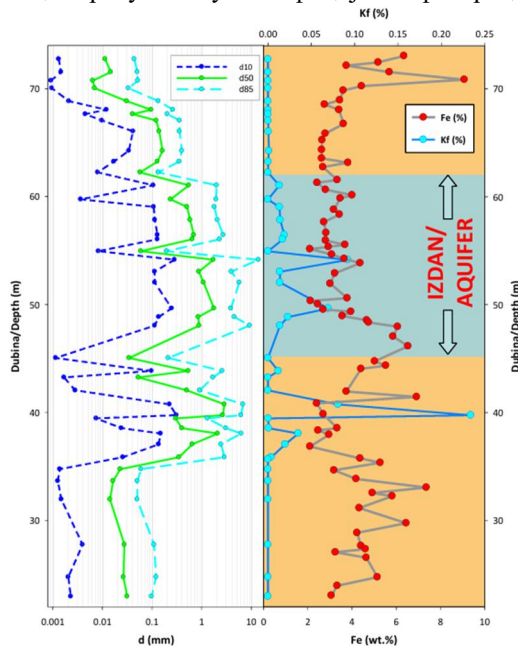 Kf (%)
0.00 0.05 0.10 0.15 0.20 0.25
d10
d50
d85
Fe (%)
Kf (%)
70 70
60 60
50 50
40 40
30 30
Dubina/Depth (m)
IZDAN/
AQUIFER
Dubina/Depth (m)
0.001 0.01 0.1 1 10 0 2 4 6 8 10
d (mm) Fe (wt.%)